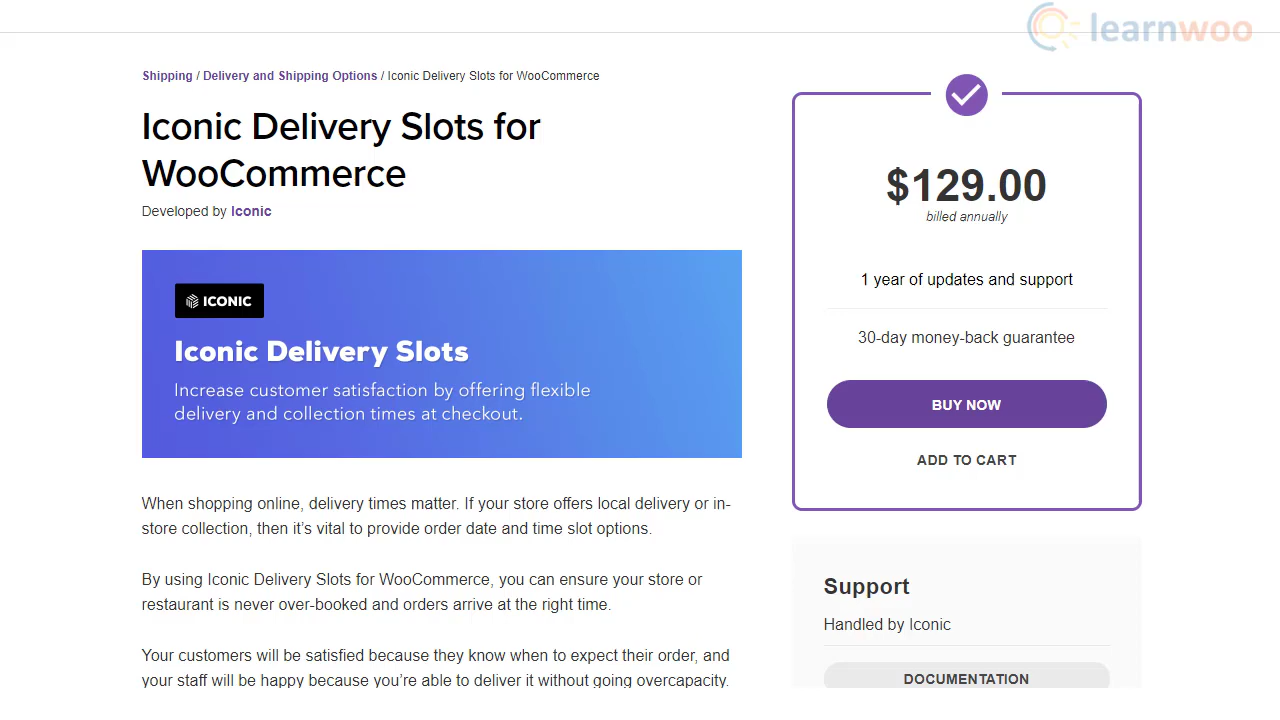 learnwoo
Shipping / Delivery and Shipping Options / Iconic Delivery Slots for WooCommerce
Iconic Delivery Slots for
WooCommerce
Developed by Iconic
ICONIC
Iconic Delivery Slots
Increase customer satisfaction by offering flexible
delivery and collection times at checkout.
When shopping online, delivery times matter. If your store offers local delivery or in-
store collection, then it’s vital to provide order date and time slot options.
By using Iconic Delivery Slots for WooCommerce, you can ensure your store or
restaurant is never over-booked and orders arrive at the right time.
Your customers will be satisfied because they know when to expect their order, and
your staff will be happy because you’re able to deliver it without going overcapacity.
$129.00
billed annually
1 year of updates and support
30-day money-back guarantee
BUY NOW
ADD TO CART
Support
Handled by Iconic
DOCUMENTATION